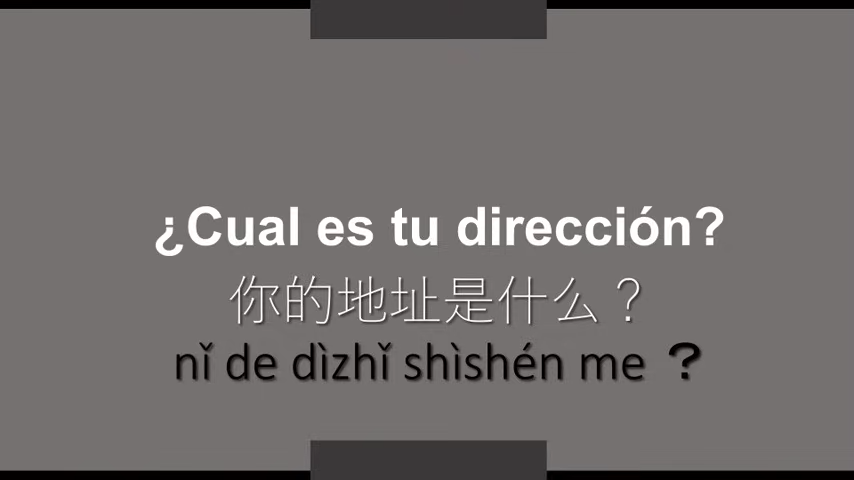 ¿Cual es tu dirección?
你的地址是什么？
nǐ de dìzhǐ shìshén me ？